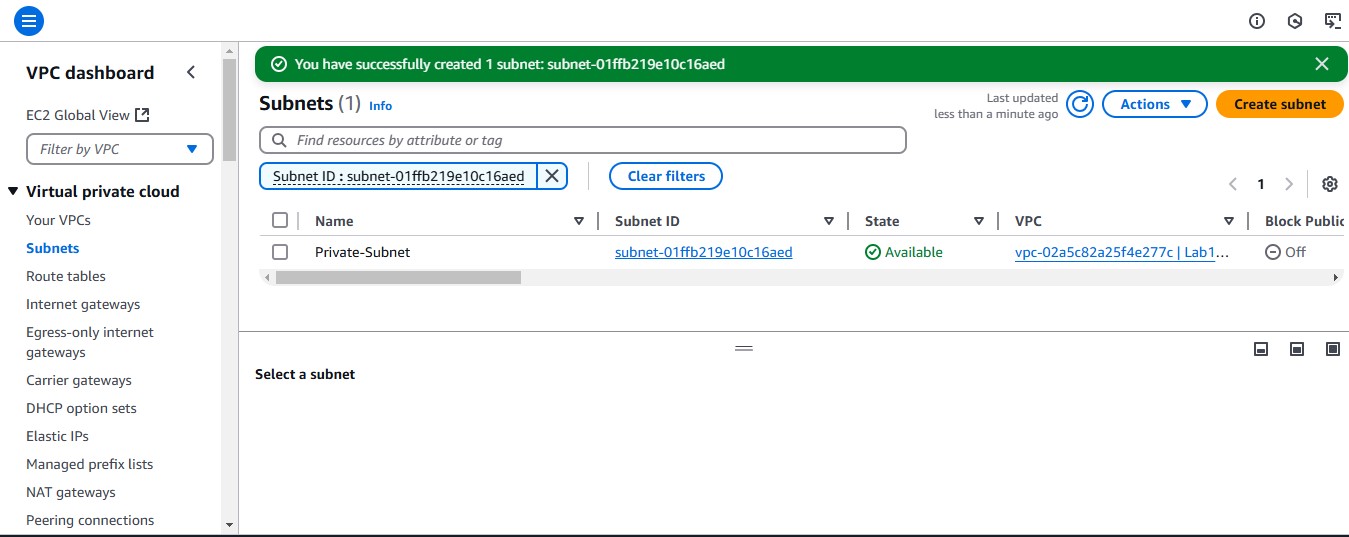 VPC dashboard
EC2 Global View
Filter by VPC
Virtual private cloud
Your VPCs
Subnets
Route tables
Internet gateways
Egress-only internet
gateways
Carrier gateways
DHCP option sets
Elastic IPs
Managed prefix lists
NAT gateways
Peering connections
You have successfully created 1 subnet: subnet-01ffb219e10c16aed
Subnets (1) Info
Last updated
less than a minute ago
Actions
Create subnet
Find resources by attribute or tag
Subnet ID : subnet-01ffb219e10c16aed
Clear filters
1
Name Subnet ID State VPC Block Public
Private-Subnet subnet-01ffb219e10c16aed Available vpc-02a5c82a25f4e277c | Lab1... Off
Select a subnet